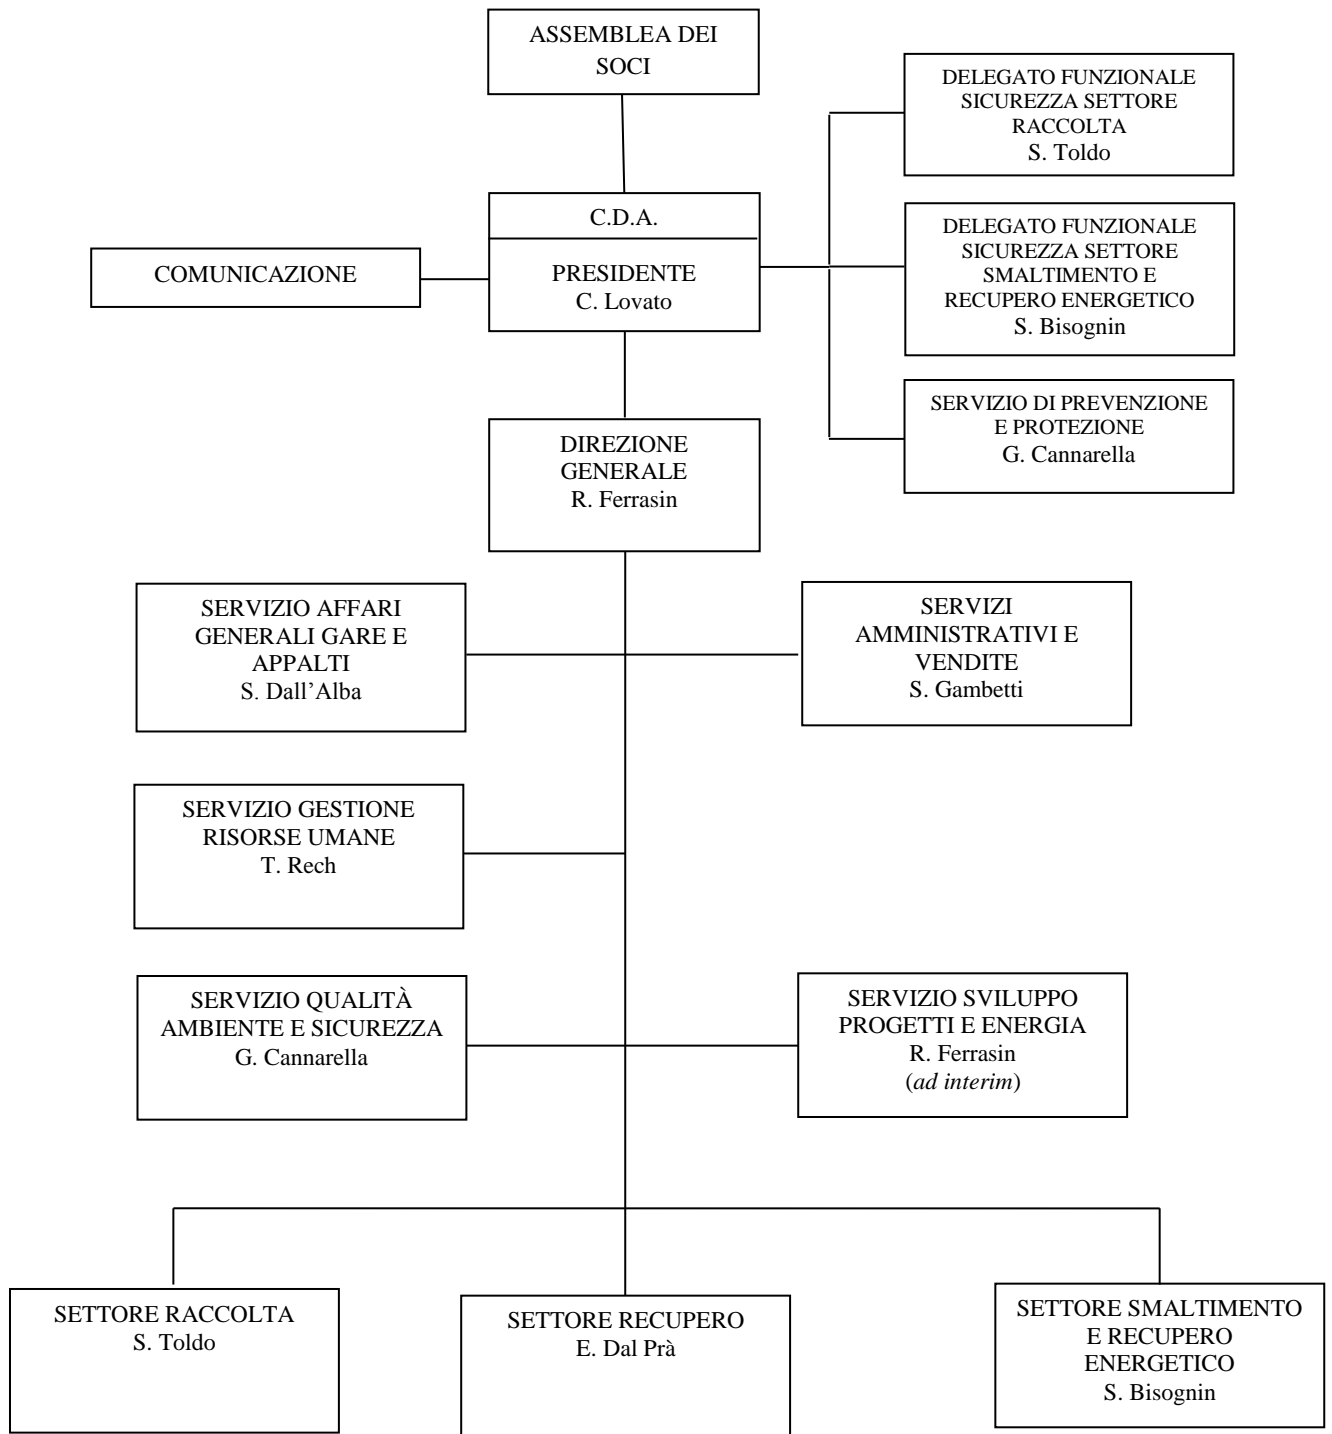 ASSEMBLEA DEI
SOCI
DELEGATO FUNZIONALE
SICUREZZA SETTORE
RACCOLTA
S. Toldo
C.D.A.
PRESIDENTE
C. Lovato
COMUNICAZIONE
DELEGATO FUNZIONALE
SICUREZZA SETTORE
SMALTIMENTO E
RECUPERO ENERGETICO
S. Bisognin
SERVIZIO DI PREVENZIONE
E PROTEZIONE
G. Cannarella
DIREZIONE
GENERALE
R. Ferrasin
SERVIZIO AFFARI
GENERALI GARE E
APPALTI
S. Dall’Alba
SERVIZI
AMMINISTRATIVI E
VENDITE
S. Gambetti
SERVIZIO GESTIONE
RISORSE UMANE
T. Rech
SERVIZIO QUALITÀ
AMBIENTE E SICUREZZA
G. Cannarella
SERVIZIO SVILUPPO
PROGETTI E ENERGIA
R. Ferrasin
(ad interim)
SETTORE RACCOLTA
S. Toldo
SETTORE RECUPERO
E. Dal Prà
SETTORE SMALTIMENTO
E RECUPERO
ENERGETICO
S. Bisognin